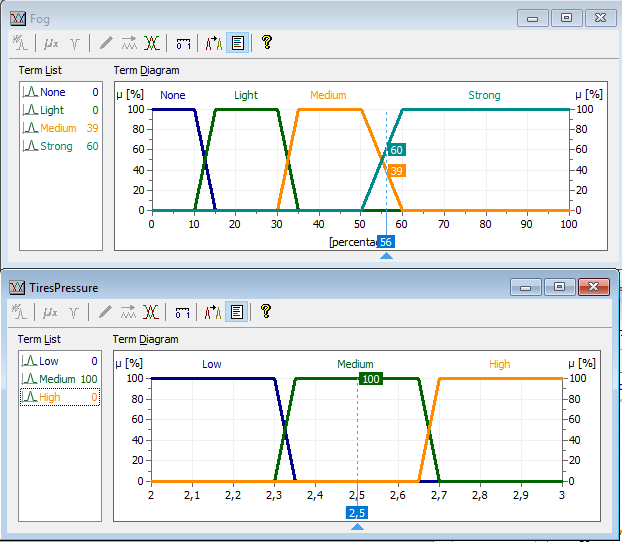 Fog
Term List
Term Diagram
None 0
Light 0
Medium 39
Strong 60
μ [%] None Light Medium Strong μ [%]
100 100
80 80
60 60 60
40 39 40
20 20
0 0
0 10 20 30 40 50 60 70 80 90 100
[percenta 56
TiresPressure
Term List
Term Diagram
Low 0
Medium 100
High 0
μ [%] Low Medium High μ [%]
100 100 100
80 80
60 60
40 40
20 20
0 0
2 2,1 2,2 2,3 2,4 2,5 2,6 2,7 2,8 2,9 3
2,5